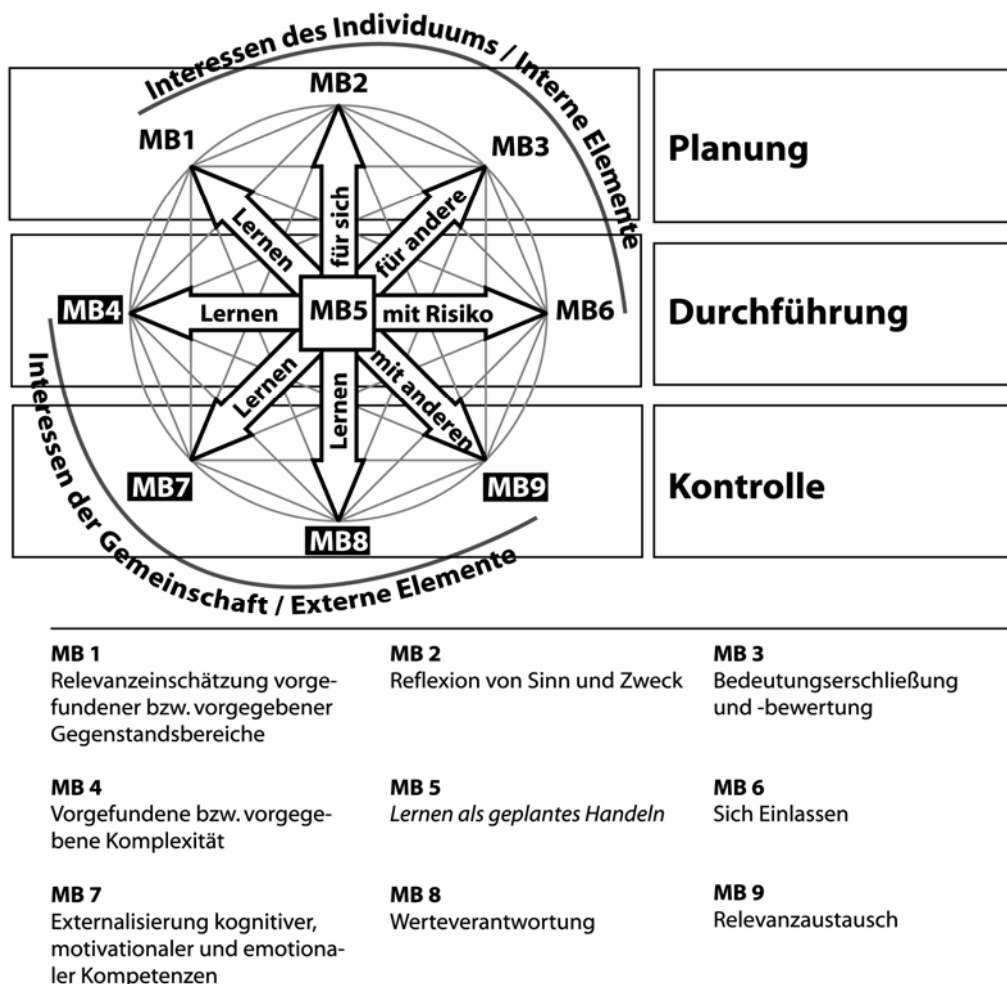 Interessen des Individuums / Interne Elemente
MB2
MB1
MB3
Planung
Lernen
für sich
für andere
MB4
Lernen
MB5
mit Risiko
MB6
Durchführung
Lernen
Lernen
mit anderen
MB7
MB9
Kontrolle
MB8
Interessen der Gemeinschaft / Externe Elemente
MB 1
Relevanzeinschätzung vorge-
fundener bzw. vorgegebener
Gegenstandsbereiche
MB 2
Reflexion von Sinn und Zweck
MB 3
Bedeutungserschließung
und -bewertung
MB 4
Vorgefundene bzw. vorgege-
bene Komplexität
MB 5
Lernen als geplantes Handeln
MB 6
Sich Einlassen
MB 7
Externalisierung kognitiver,
motivationaler und emotiona-
ler Kompetenzen
MB 8
Werteverantwortung
MB 9
Relevanzaustausch